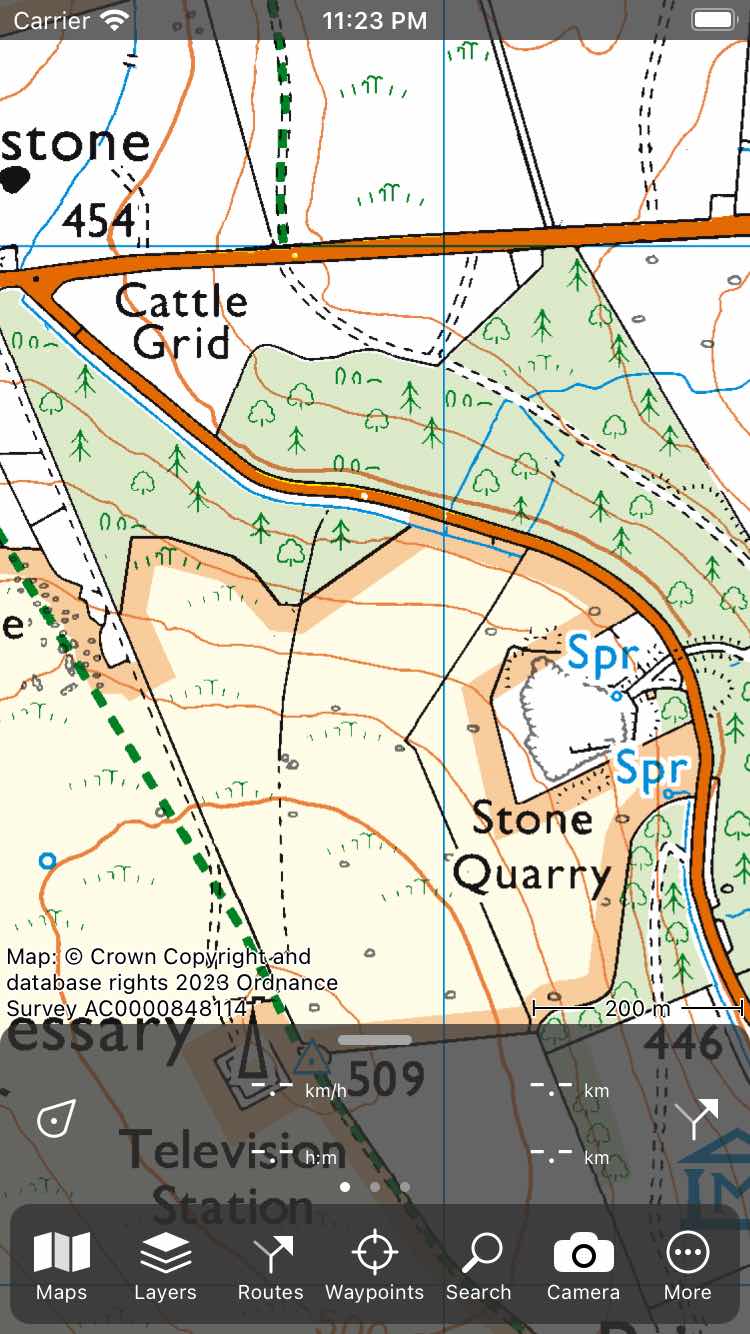 Carrier 11:23 PM
stone
454
Cattle
Grid
e
Spr
Spr
Stone
Quarry
Map: © Crown Copyright and
database rights 2023 Ordnance
Survey AC0000848114
200 m
essary
446
509
-.- km/h -.- km
-.- h:m -.- km
Television
Station
Maps Layers Routes Waypoints Search Camera More
500